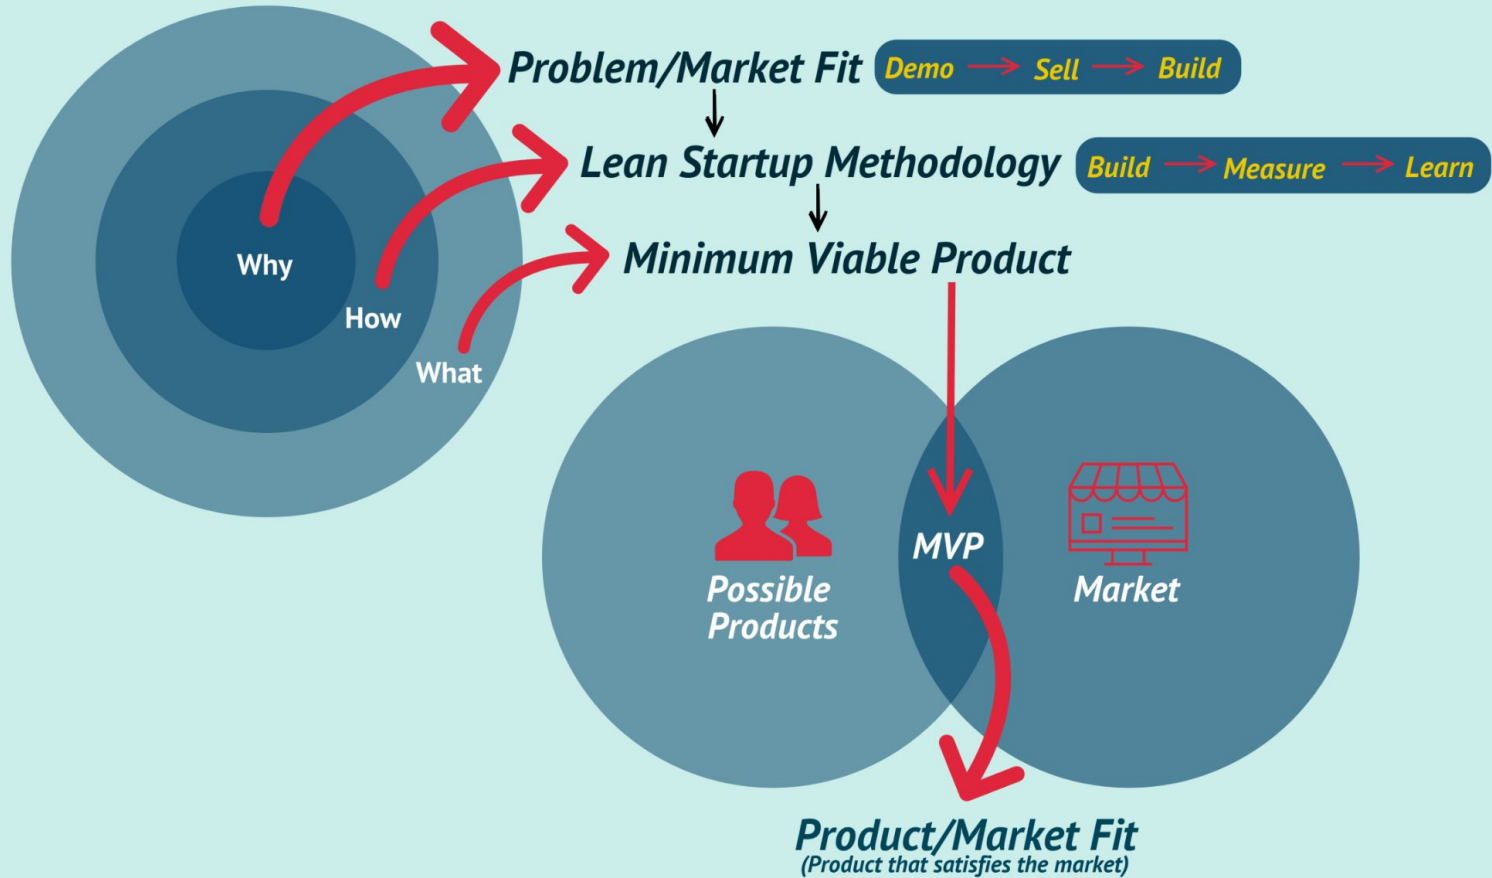 Problem/Market Fit
Demo → Sell → Build
Lean Startup Methodology
Build → Measure → Learn
Minimum Viable Product
Why
How
What
MVP
Possible
Products
Market
Product/Market Fit
(Product that satisfies the market)